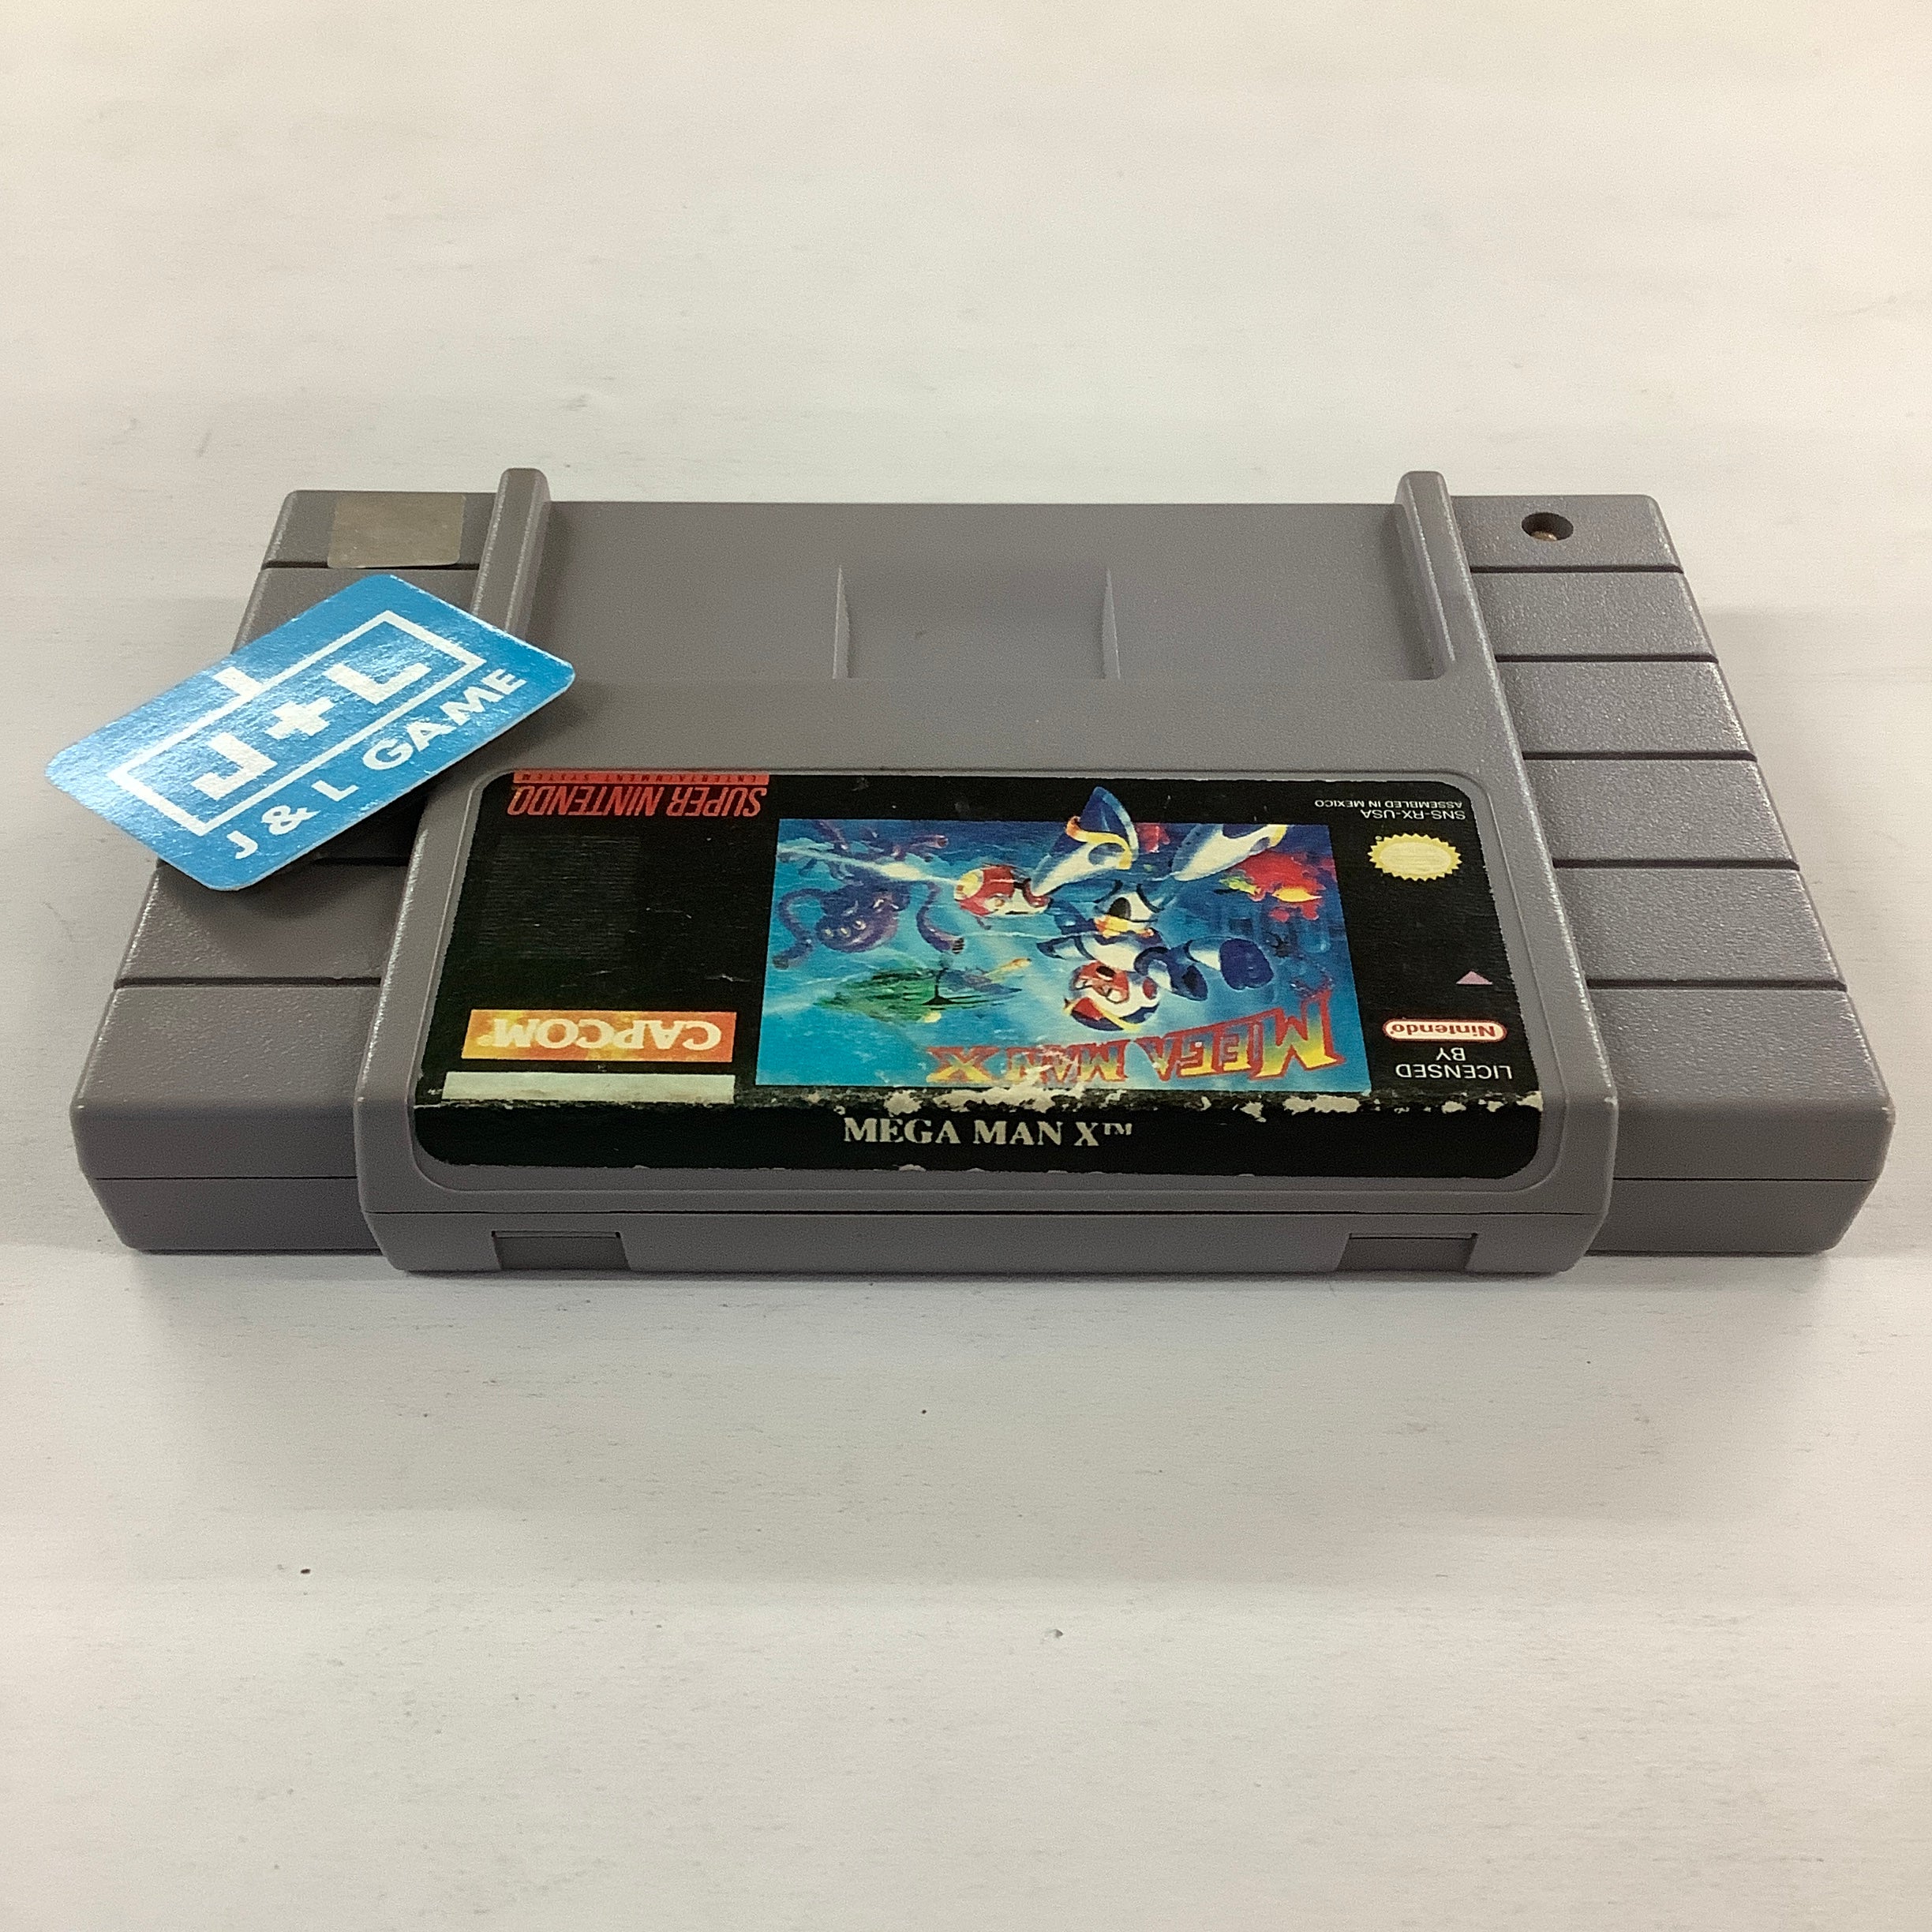 J+L
J & L GAME
MEGA MAN X™
LICENSED
BY
Nintendo®
SNS-RX-USA
ASSEMBLED IN MEXICO
MEGA MAN X
CAPCOM®
SUPER NINTENDO
ENTERTAINMENT SYSTEM